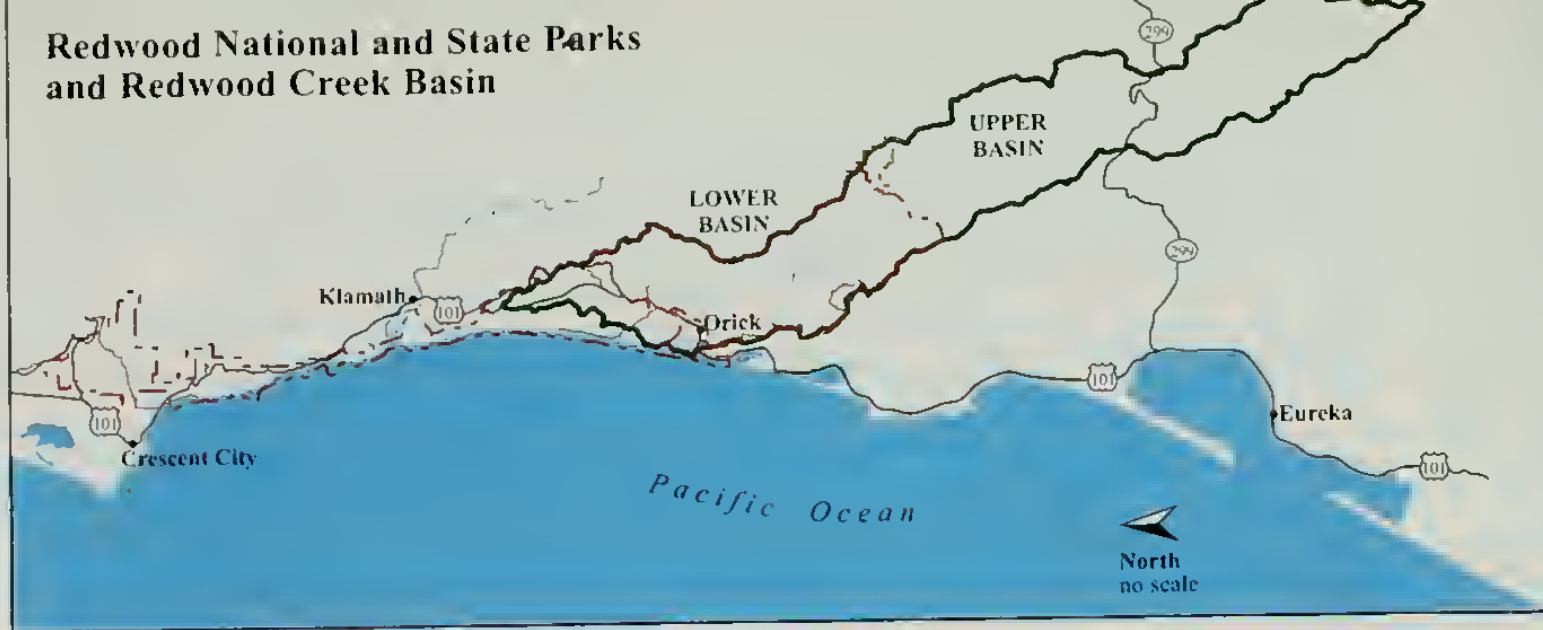 Redwood National and State Parks
and Redwood Creek Basin
299
UPPER
BASIN
LOWER
BASIN
299
Klamath
101
Orick
101
Eureka
101
Crescent City
101
Pacific Ocean
North
no scale